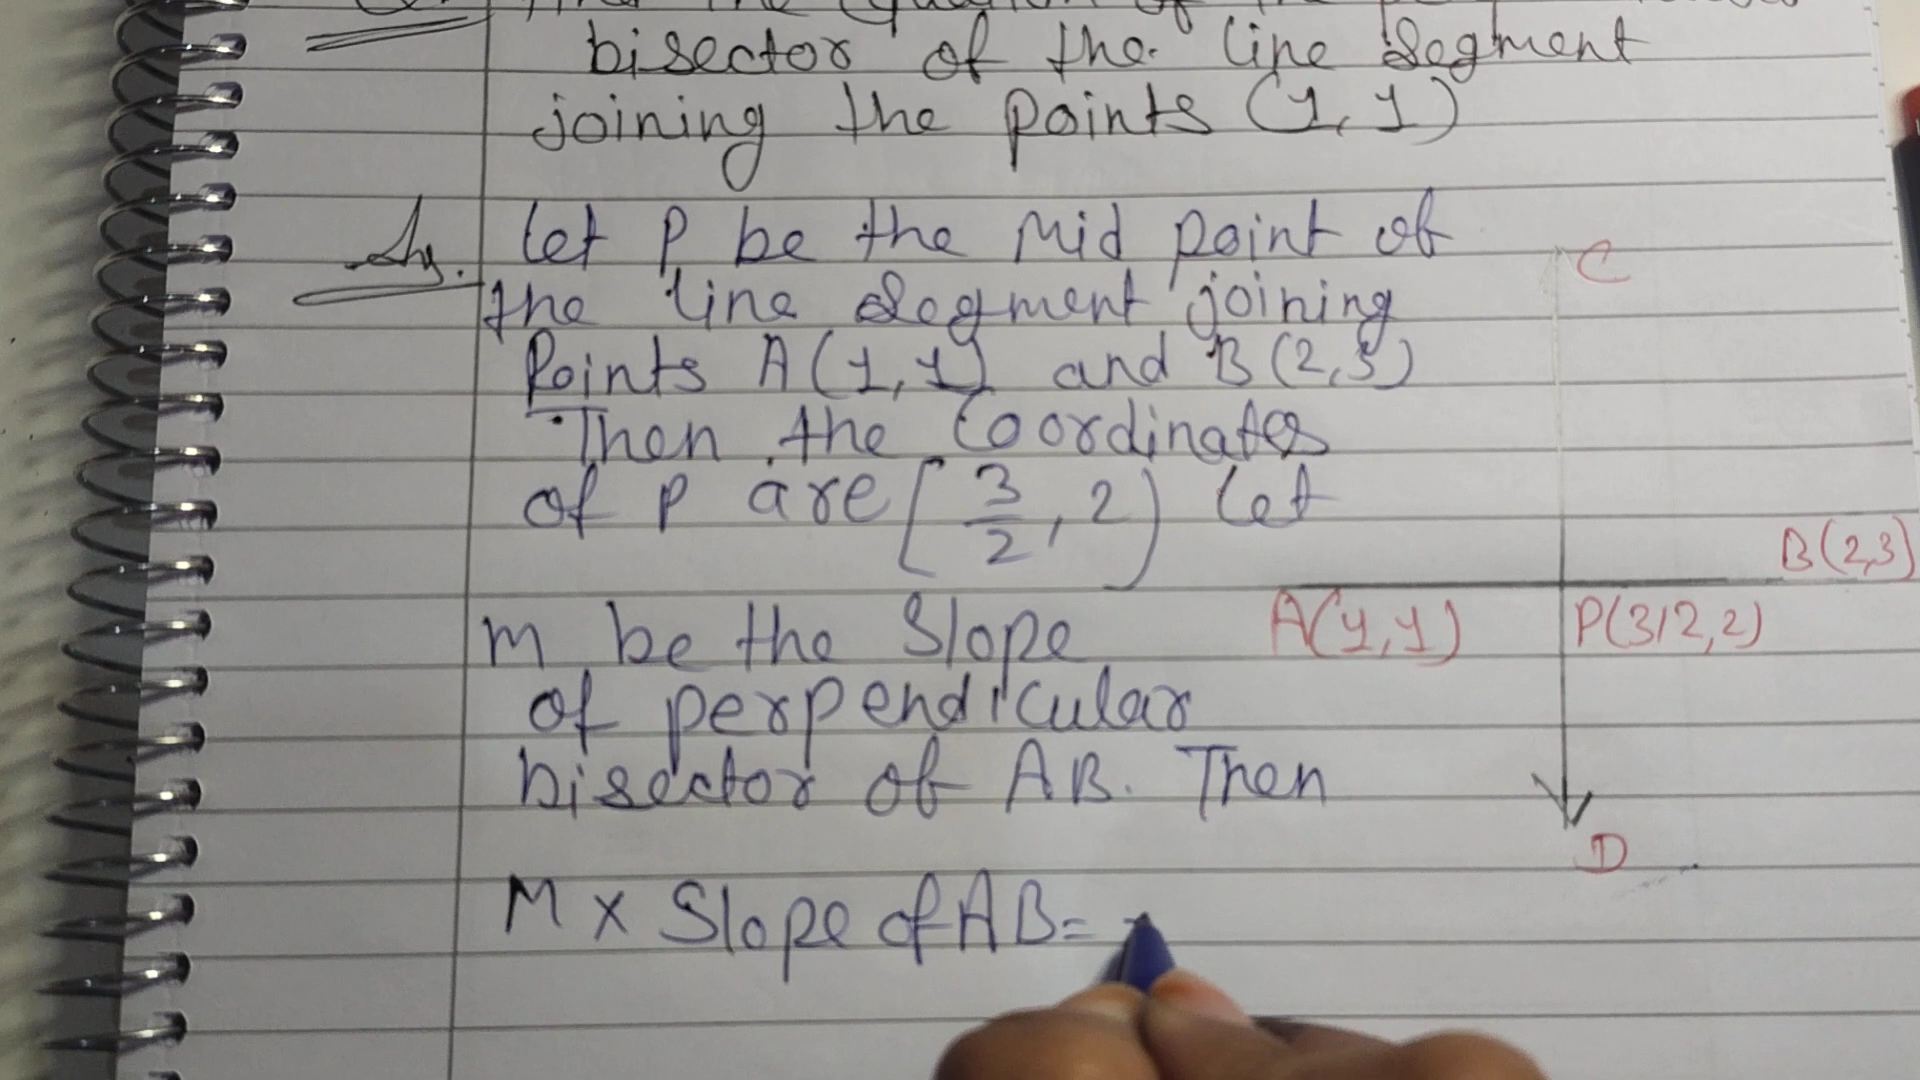 bisector of the line segment
joining the points (1, 1)
Ans. Let P be the Mid point of
the line segment joining
Points A (1, 1) and B (2, 3)
Then the Coordinates
of P are [3/2, 2) Let
m be the Slope
of perpendicular
bisector of AB. Then
M x Slope of AB = -
C
B(2,3)
A(1,1)
P(3/2,2)
D